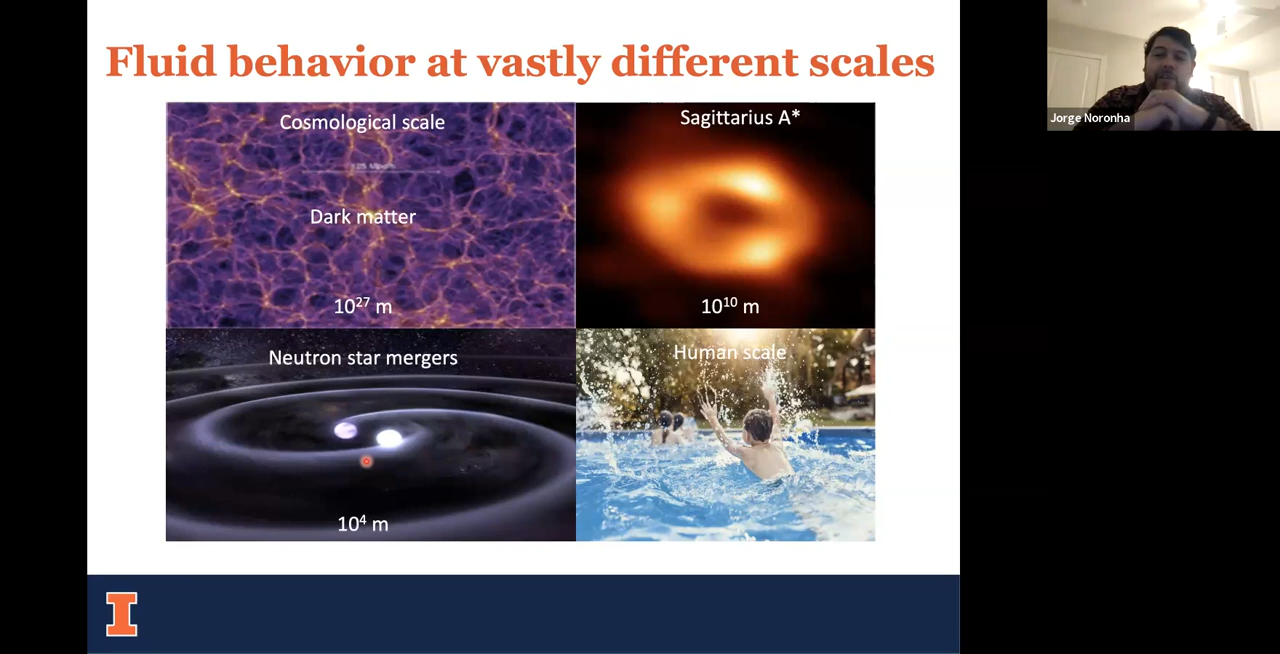 Fluid behavior at vastly different scales
Cosmological scale
Dark matter
10²⁷ m
Sagittarius A*
10¹⁰ m
Neutron star mergers
10⁴ m
Human scale
I
Jorge Noronha